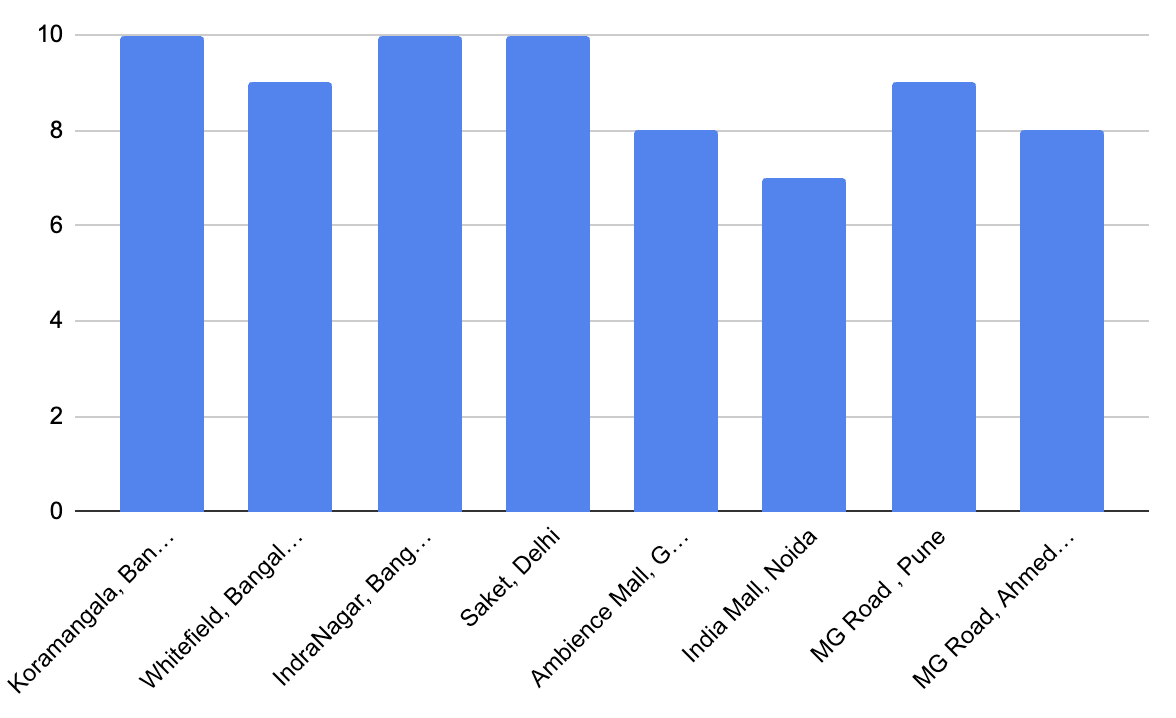 10
8
6
4
2
0
Koramangala, Ban…
Whitefield, Bangal…
IndraNagar, Bang…
Saket, Delhi
Ambience Mall, G…
India Mall, Noida
MG Road , Pune
MG Road, Ahmed…